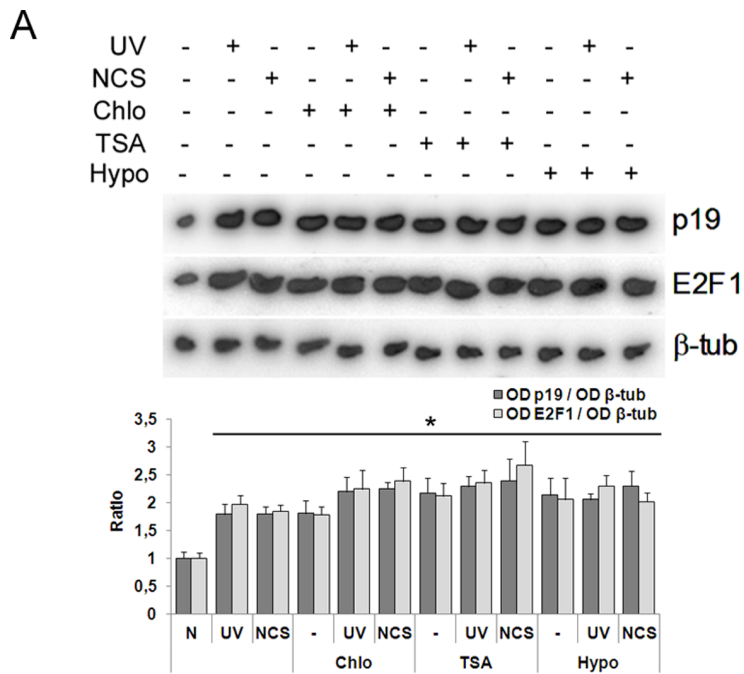 A
UV - + - - + - - + - - + -
NCS - - + - - + - - + - - +
Chlo - - - + + + - - - - - -
TSA - - - - - - + + + - - -
Hypo - - - - - - - - - + + +
p19
E2F1
β-tub
OD p19 / OD β-tub
OD E2F1 / OD β-tub
*
3,5
3
2,5
2
1,5
1
0,5
0
Ratio
N UV NCS - UV NCS - UV NCS - UV NCS
Chlo TSA Hypo